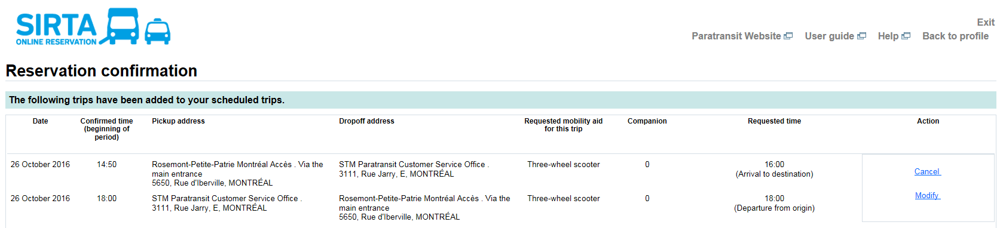 SIRTA
ONLINE RESERVATION
Exit
Paratransit Website User guide Help Back to profile
Reservation confirmation
The following trips have been added to your scheduled trips.
Date Confirmed time (beginning of period) Pickup address Dropoff address Requested mobility aid for this trip Companion Requested time Action
26 October 2016 14:50 Rosemont-Petite-Patrie Montréal Accès . Via the STM Paratransit Customer Service Office . Three-wheel scooter 0 16:00
main entrance 3111, Rue Jarry, E, MONTRÉAL (Arrival to destination) Cancel
5650, Rue d'Iberville, MONTRÉAL
26 October 2016 18:00 STM Paratransit Customer Service Office . Rosemont-Petite-Patrie Montréal Accès . Via the Three-wheel scooter 0 18:00 Modify
3111, Rue Jarry, E, MONTRÉAL main entrance (Departure from origin)
5650, Rue d'Iberville, MONTRÉAL